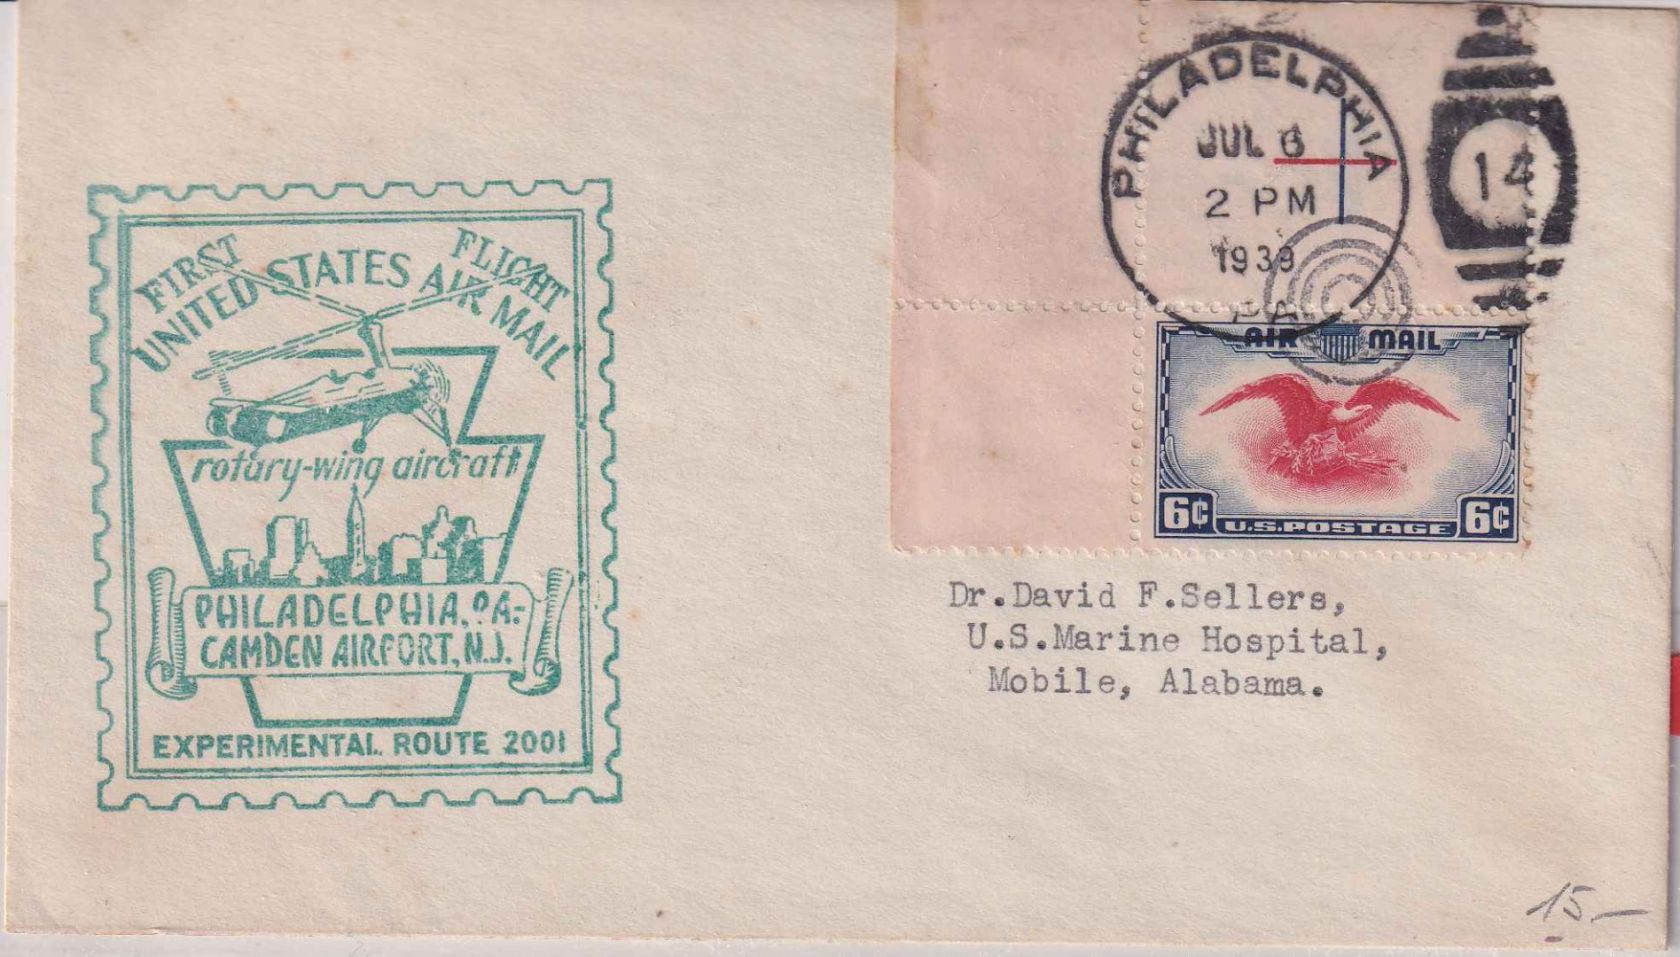 FIRST FLIGHT
UNITED STATES AIR MAIL
rotary-wing aircraft
PHILADELPHIA, PA.-
CAMDEN AIRPORT, N.J.
EXPERIMENTAL ROUTE 2001
PHILADELPHIA
JUL 6
2 PM
1939
PA.
14
AIR MAIL
6¢ U.S. POSTAGE 6¢
Dr.David F.Sellers,
U.S.Marine Hospital,
Mobile, Alabama.
15-